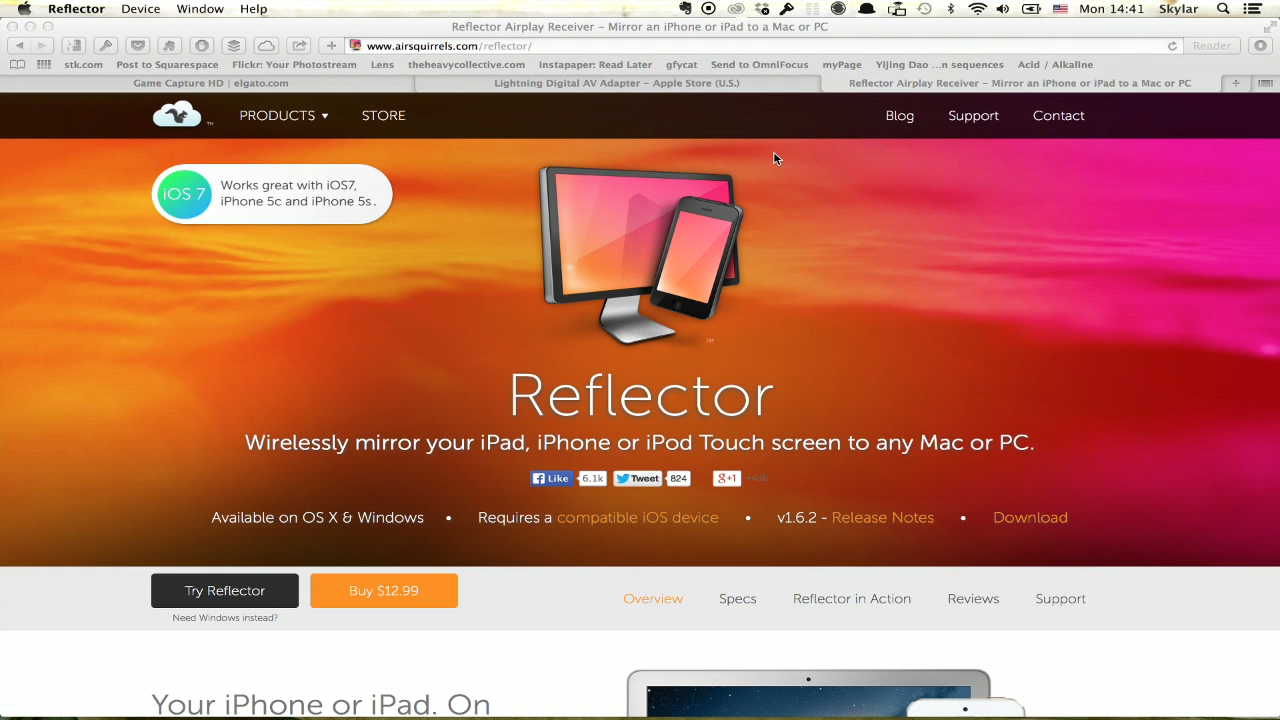 Reflector Device Window Help Mon 14:41 Skylar
Reflector Airplay Receiver – Mirror an iPhone or iPad to a Mac or PC
www.airsquirrels.com/reflector/ Reader
stk.com Post to Squarespace Flickr: Your Photostream Lens theheavycollective.com Instapaper: Read Later gfycat Send to OmniFocus myPage Yijing Dao ...n sequences Acid / Alkaline
Game Capture HD | elgato.com Lightning Digital AV Adapter – Apple Store (U.S.) Reflector Airplay Receiver – Mirror an iPhone or iPad to a Mac or PC
PRODUCTS ▼ STORE Blog Support Contact
iOS 7
Works great with iOS7,
iPhone 5c and iPhone 5s.
Reflector
Wirelessly mirror your iPad, iPhone or iPod Touch screen to any Mac or PC.
Like 6.1k Tweet 824 g+1
Available on OS X & Windows • Requires a compatible iOS device • v1.6.2 - Release Notes • Download
Try Reflector Buy $12.99
Need Windows instead?
Overview Specs Reflector in Action Reviews Support
Your iPhone or iPad. On